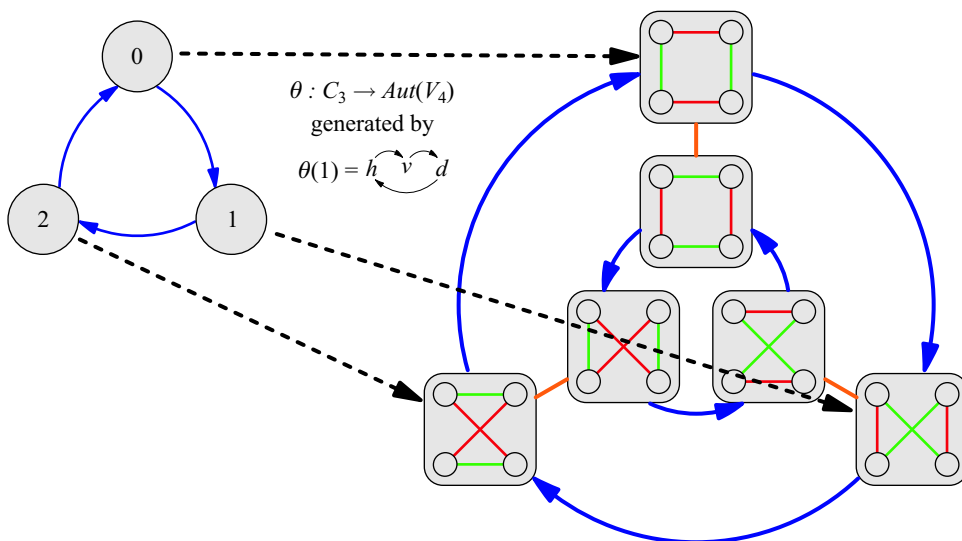 0
θ : C₃ → Aut(V₄)
generated by
θ(1) = h v d
2
1